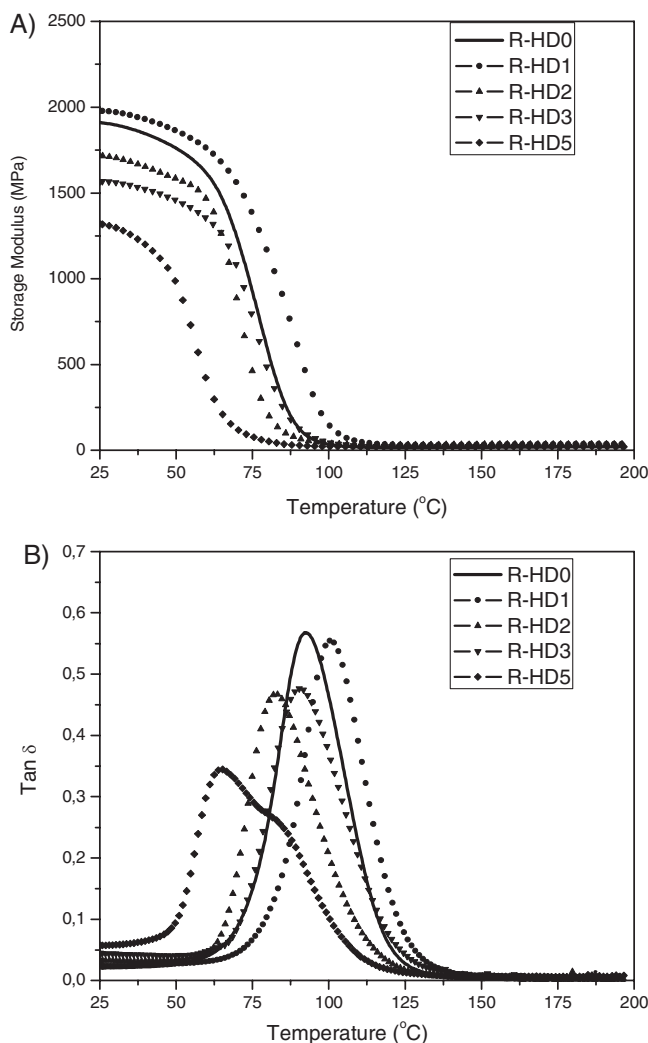 A)
2500
2000
1500
1000
500
0
Storage Modulus (MPa)
R-HD0
R-HD1
R-HD2
R-HD3
R-HD5
25 50 75 100 125 150 175 200
Temperature (°C)
B)
0,7
0,6
0,5
0,4
0,3
0,2
0,1
0,0
Tan δ
R-HD0
R-HD1
R-HD2
R-HD3
R-HD5
25 50 75 100 125 150 175 200
Temperature (°C)